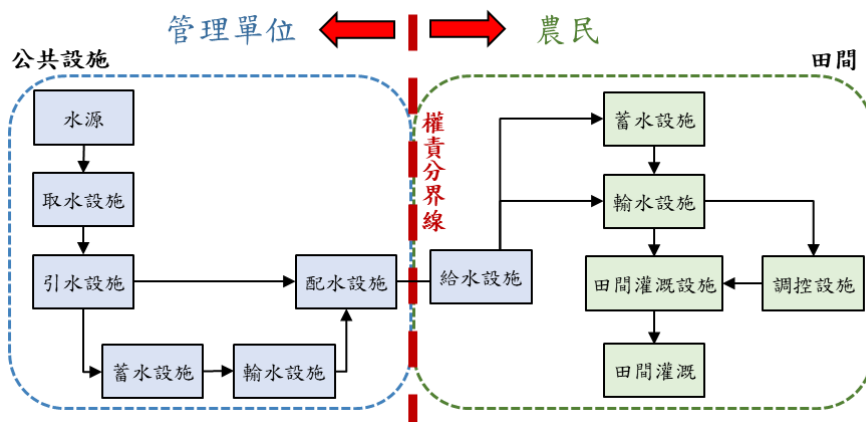 管理單位
農民
公共設施
田間
水源
取水設施
引水設施
配水設施
蓄水設施
輸水設施
權責分界線
給水設施
蓄水設施
輸水設施
田間灌溉設施
調控設施
田間灌溉